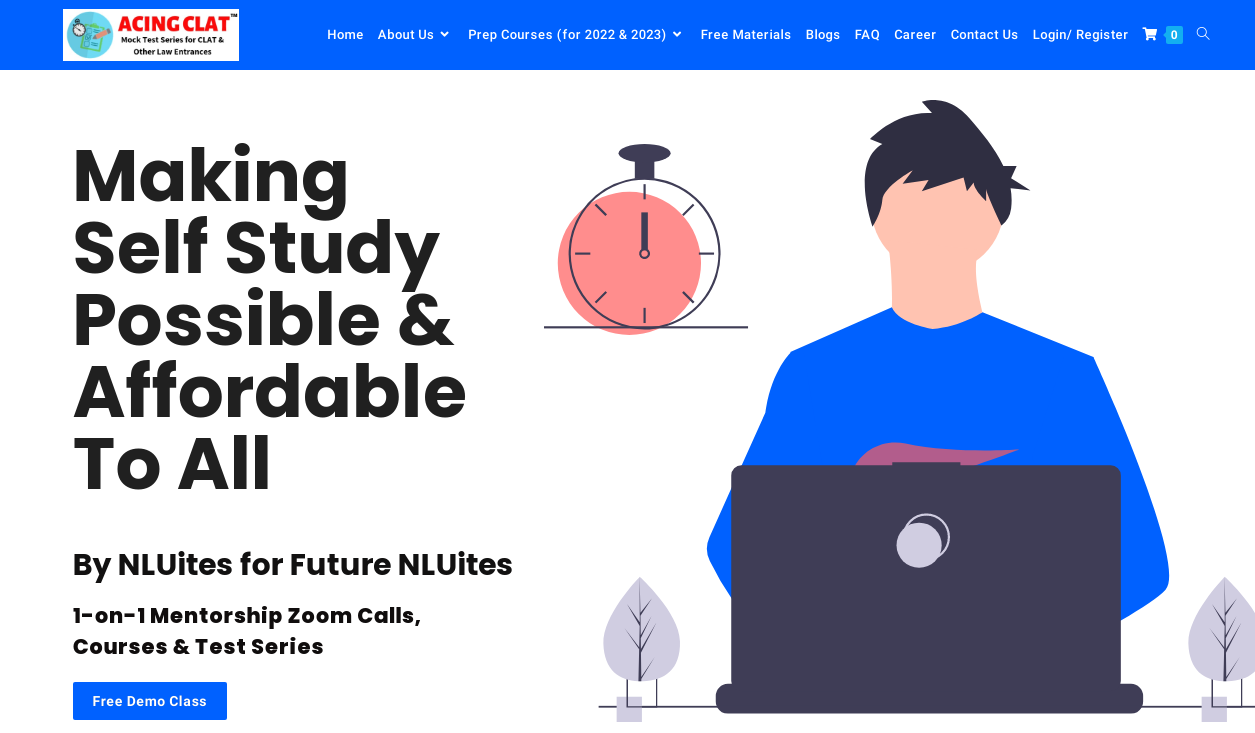 ACING CLAT™
Mock Test Series for CLAT &
Other Law Entrances
Home About Us Prep Courses (for 2022 & 2023) Free Materials Blogs FAQ Career Contact Us Login/ Register 0
Making
Self Study
Possible &
Affordable
To All
By NLUites for Future NLUites
1-on-1 Mentorship Zoom Calls,
Courses & Test Series
Free Demo Class